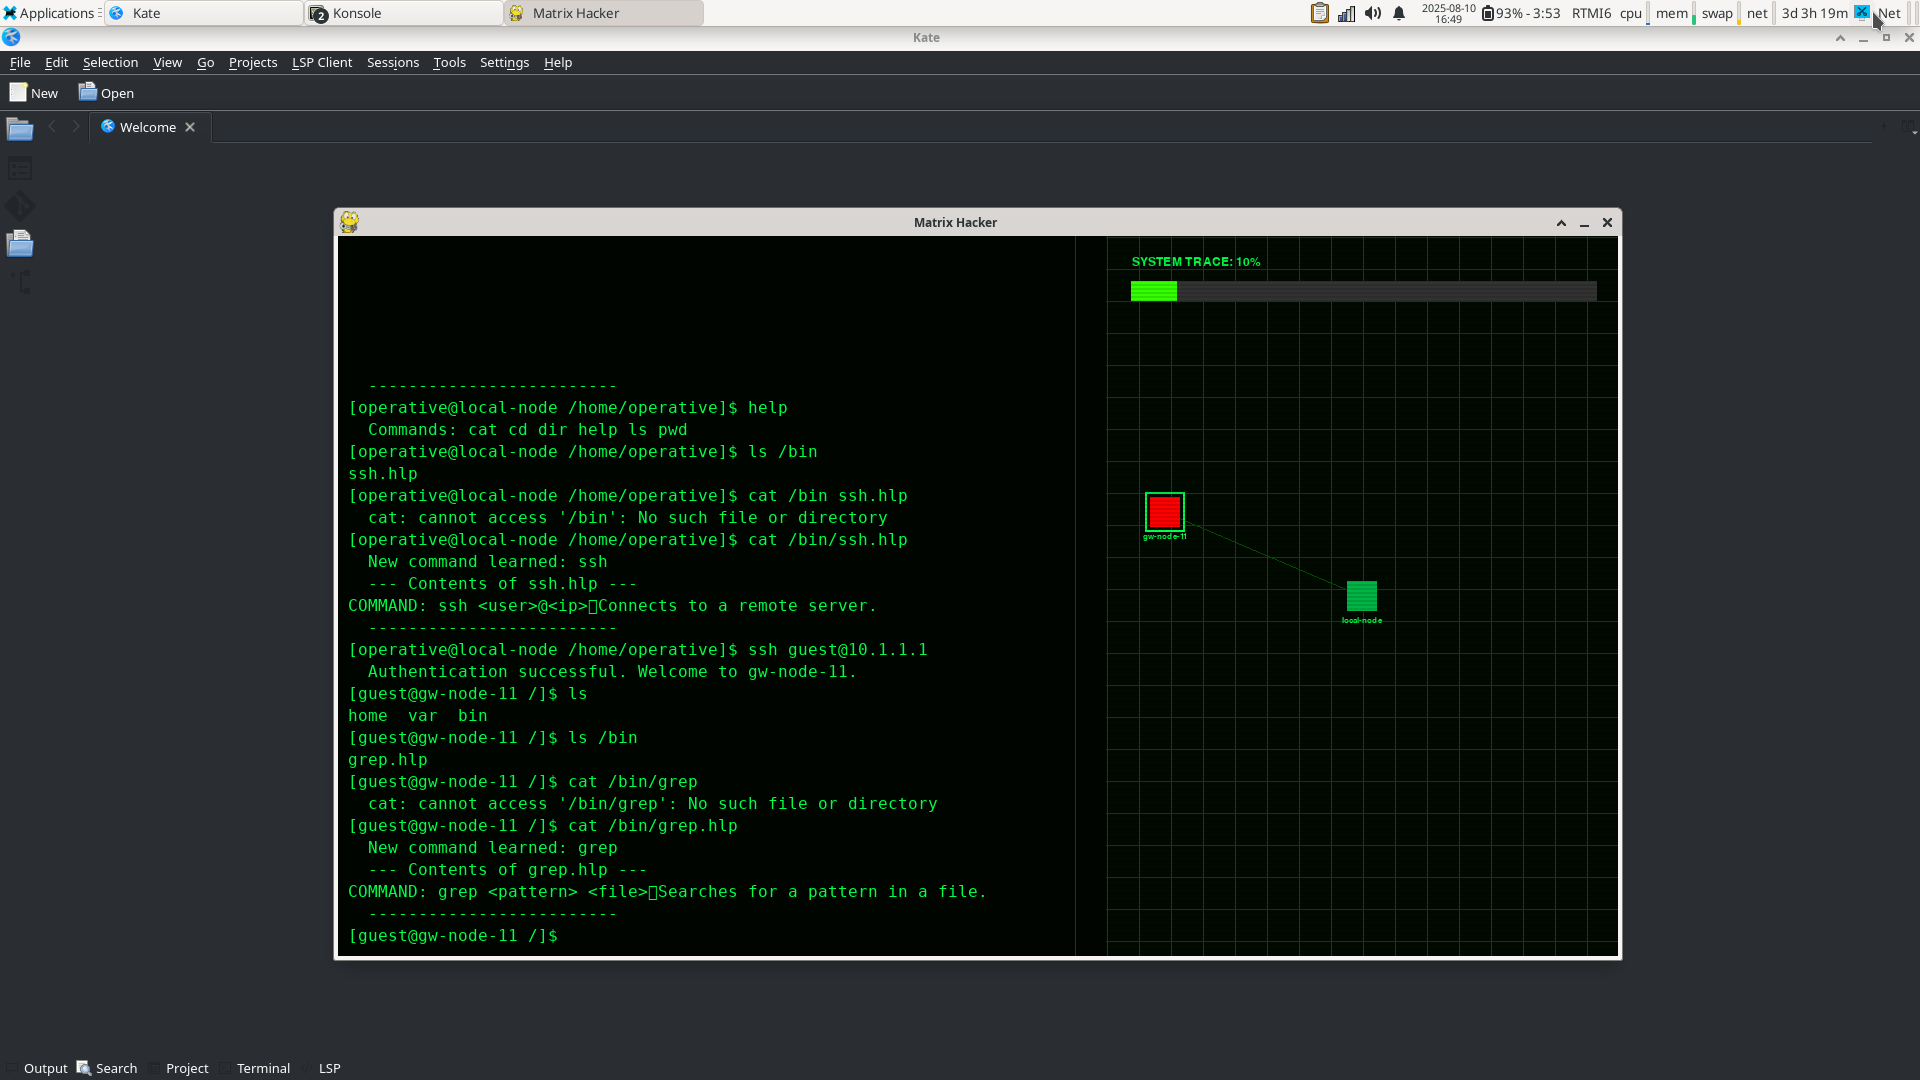 Applications Kate 2 Konsole Matrix Hacker 2025-08-10 16:49 93% - 3:53 RTMI6 cpu mem swap net 3d 3h 19m Net
Kate
File Edit Selection View Go Projects LSP Client Sessions Tools Settings Help
New Open
Welcome
Matrix Hacker
SYSTEM TRACE: 10%
-------------------------
[operative@local-node /home/operative]$ help
Commands: cat cd dir help ls pwd
[operative@local-node /home/operative]$ ls /bin
ssh.hlp
[operative@local-node /home/operative]$ cat /bin ssh.hlp
cat: cannot access '/bin': No such file or directory
[operative@local-node /home/operative]$ cat /bin/ssh.hlp
New command learned: ssh
--- Contents of ssh.hlp ---
COMMAND: ssh <user>@<ip>▯Connects to a remote server.
-------------------------
[operative@local-node /home/operative]$ ssh guest@10.1.1.1
Authentication successful. Welcome to gw-node-11.
[guest@gw-node-11 /]$ ls
home var bin
[guest@gw-node-11 /]$ ls /bin
grep.hlp
[guest@gw-node-11 /]$ cat /bin/grep
cat: cannot access '/bin/grep': No such file or directory
[guest@gw-node-11 /]$ cat /bin/grep.hlp
New command learned: grep
--- Contents of grep.hlp ---
COMMAND: grep <pattern> <file>▯Searches for a pattern in a file.
-------------------------
[guest@gw-node-11 /]$
gw-node-11
local-node
Output Search Project Terminal LSP